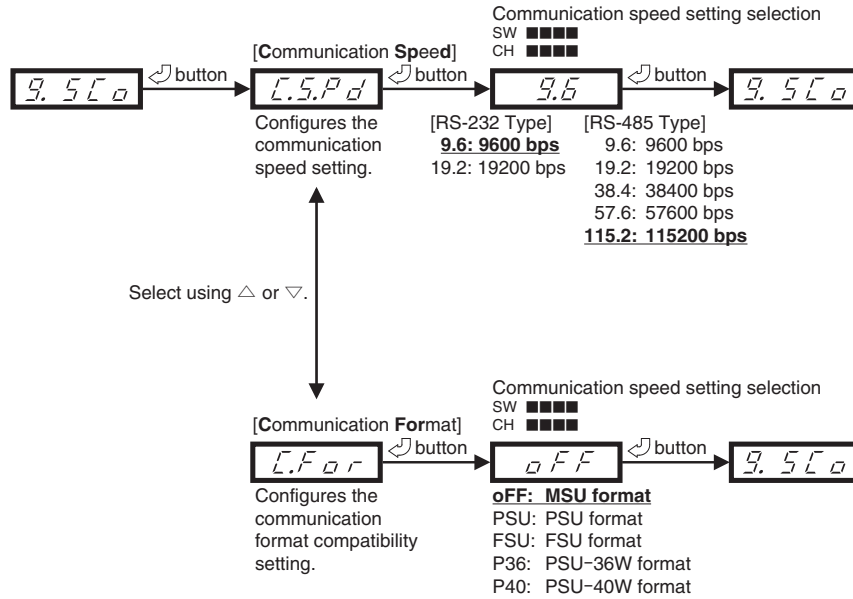 Communication speed setting selection
SW ■■■■
CH ■■■■
[Communication Speed]
button
button
button
9. SCo
C.S.Pd
9.6
9. SCo
Configures the
communication
speed setting.
[RS-232 Type]
9.6: 9600 bps
19.2: 19200 bps
[RS-485 Type]
9.6: 9600 bps
19.2: 19200 bps
38.4: 38400 bps
57.6: 57600 bps
115.2: 115200 bps
Select using △ or ▽.
Communication speed setting selection
SW ■■■■
CH ■■■■
[Communication Format]
button
button
C.For
oFF
9. SCo
Configures the
communication
format compatibility
setting.
oFF: MSU format
PSU: PSU format
FSU: FSU format
P36: PSU-36W format
P40: PSU-40W format